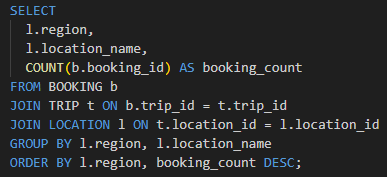 SELECT
  l.region,
  l.location_name,
  COUNT(b.booking_id) AS booking_count
FROM BOOKING b
JOIN TRIP t ON b.trip_id = t.trip_id
JOIN LOCATION l ON t.location_id = l.location_id
GROUP BY l.region, l.location_name
ORDER BY l.region, booking_count DESC;